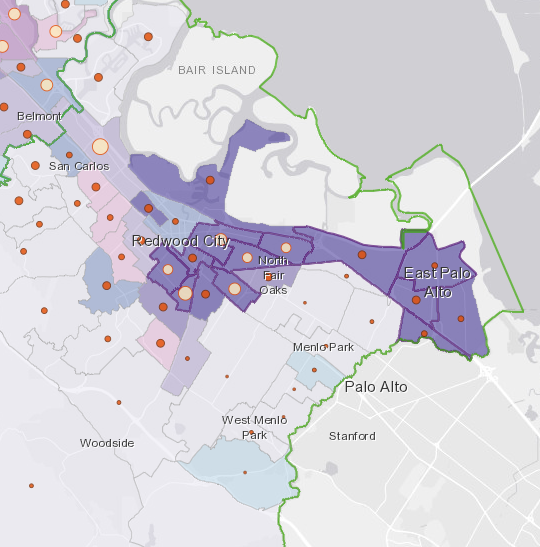 BAIR ISLAND
Belmont
San Carlos
Redwood City
North
Fair
Oaks
East Palo
Alto
Menlo Park
Palo Alto
West Menlo
Park
Stanford
Woodside